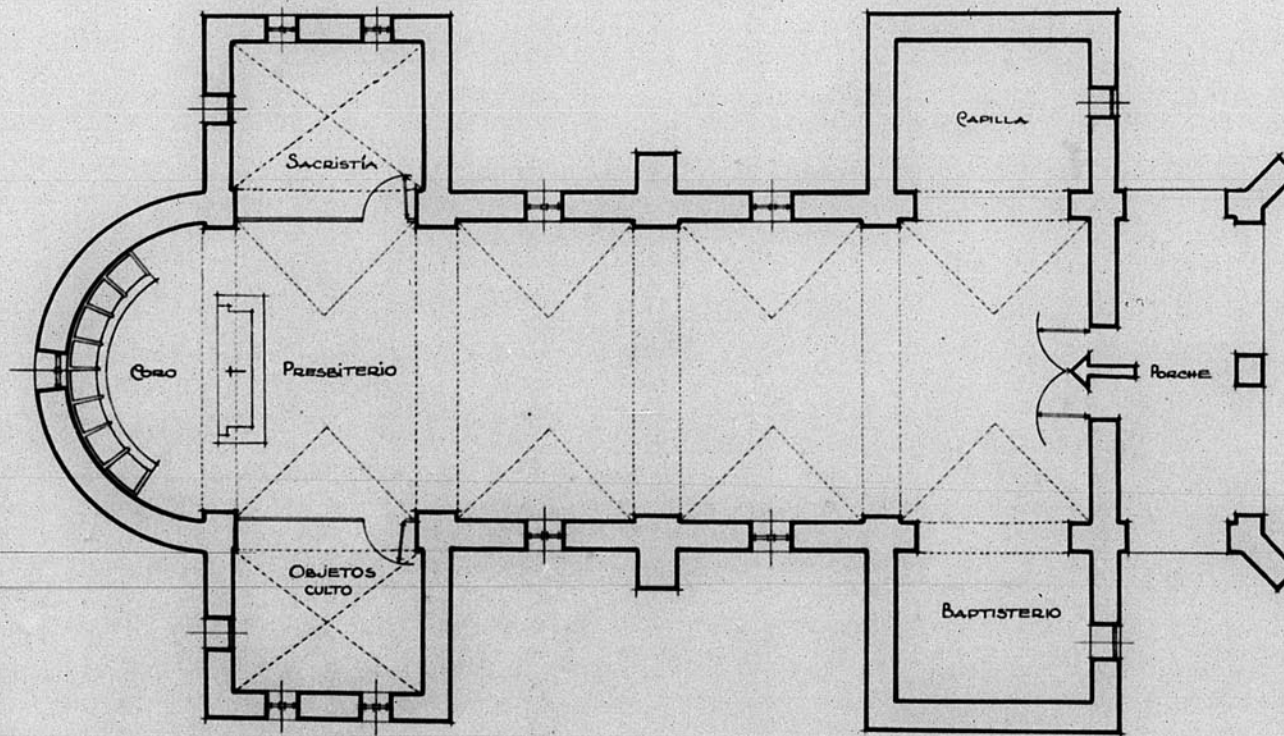 SACRISTÍA
CAPILLA
CORO
PRESBITERIO
PORCHE
OBJETOS
CULTO
BAPTISTERIO